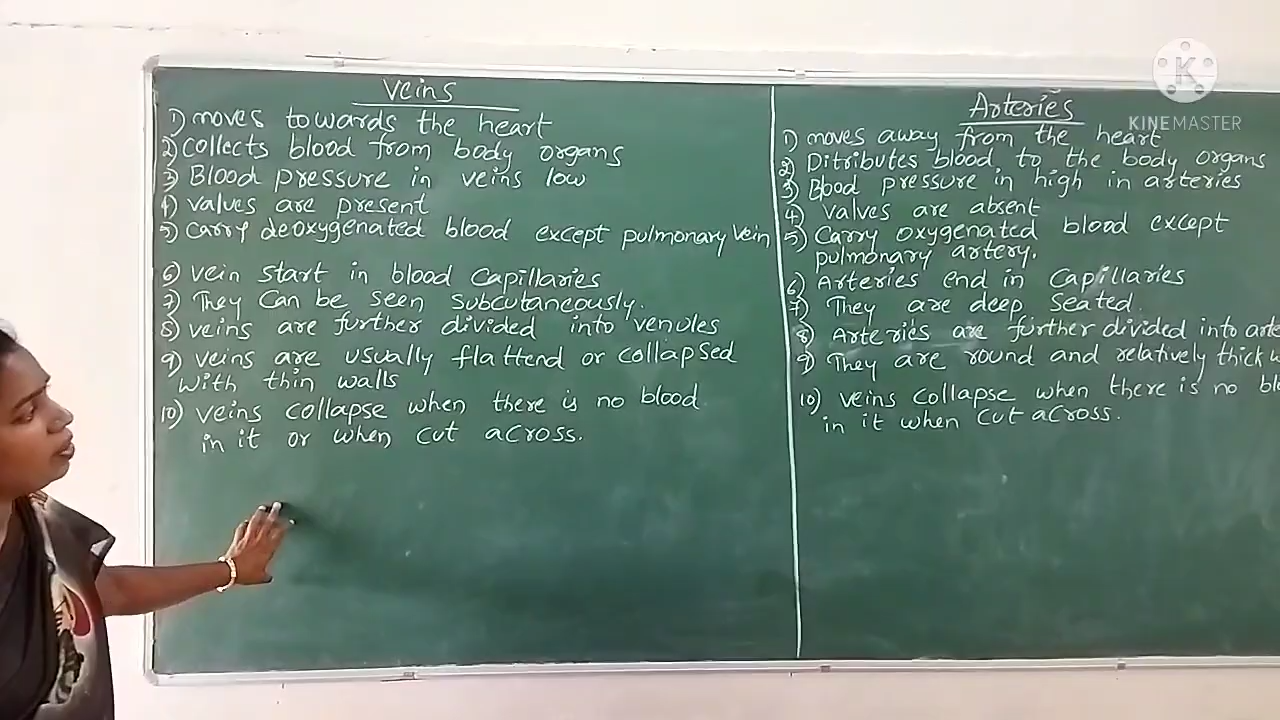 Veins
1) moves towards the heart
2) Collects blood from body organs
3) Blood pressure in veins low
4) Valves are present
5) Carry deoxygenated blood except pulmonary vein
6) Vein start in blood Capillaries
7) They Can be seen Subcutaneously.
8) Veins are further divided into venules
9) Veins are usually flattend or collapsed
with thin walls
10) Veins collapse when there is no blood
in it or when cut across.
Arteries
1) moves away from the heart
2) Ditributes blood to the body organs
3) Blood pressure in high in arteries
4) Valves are absent
5) Carry oxygenated blood except
pulmonary artery.
6) Arteries end in Capillaries
7) They are deep seated.
8) Arteries are further divided into
9) They are round and relatively thick
10) Veins collapse when there is no
in it when cut across.
K
KINEMASTER